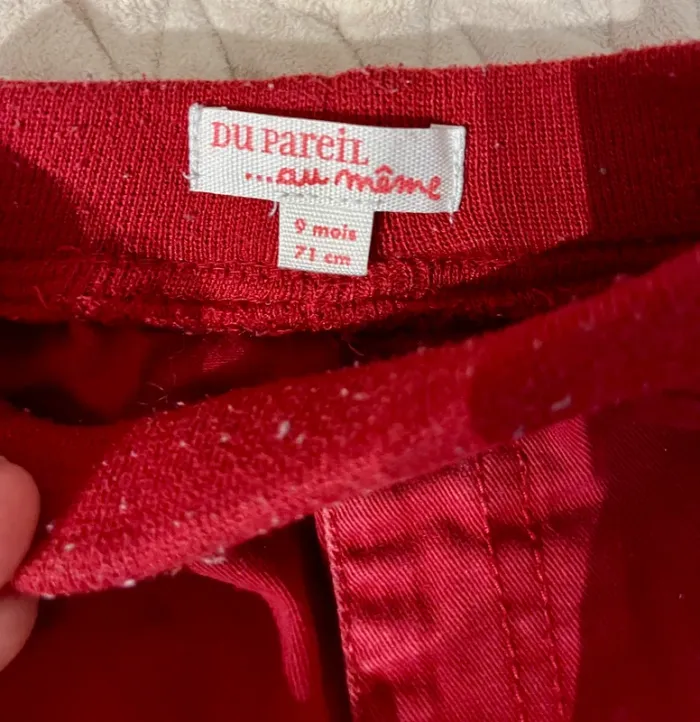 DU PAREIL
...au même
9 mois
71 cm